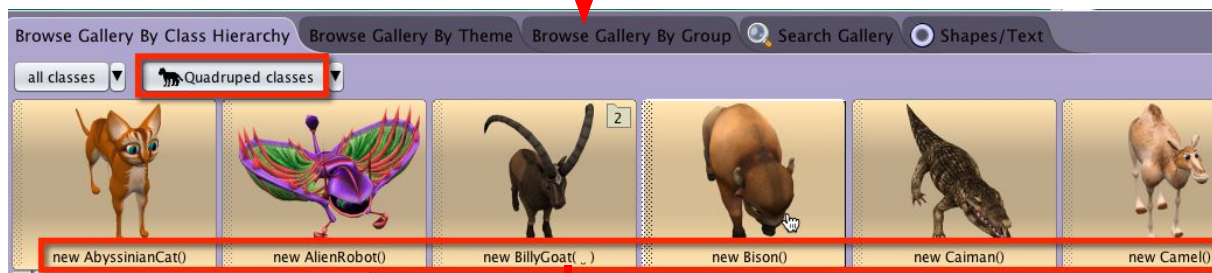 Browse Gallery By Class Hierarchy Browse Gallery By Theme Browse Gallery By Group Search Gallery Shapes/Text
all classes Quadruped classes
2
new AbyssinianCat() new AlienRobot() new BillyGoat( _ ) new Bison() new Caiman() new Camel()